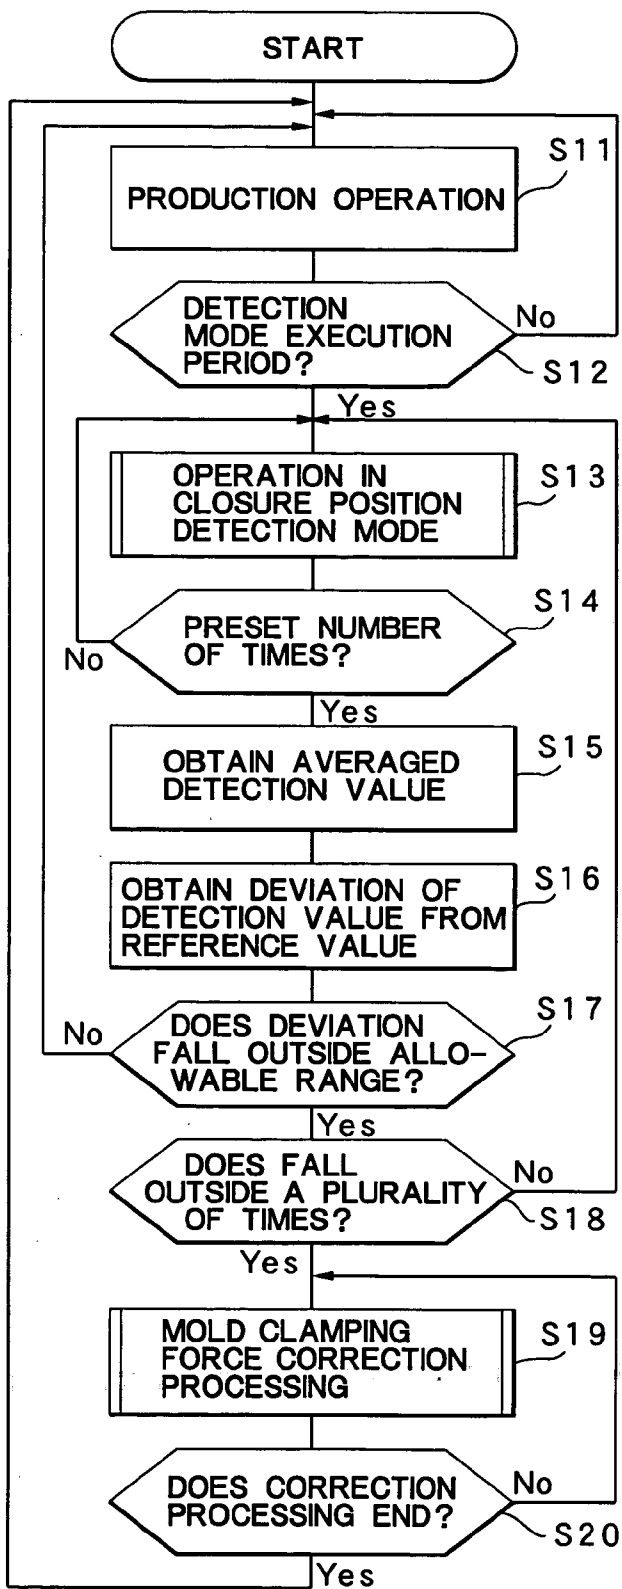 START
S11
PRODUCTION OPERATION
DETECTION
MODE EXECUTION
PERIOD?
No
S12
Yes
OPERATION IN
CLOSURE POSITION
DETECTION MODE
S13
S14
PRESET NUMBER
OF TIMES?
No
Yes
S15
OBTAIN AVERAGED
DETECTION VALUE
S16
OBTAIN DEVIATION OF
DETECTION VALUE FROM
REFERENCE VALUE
S17
No
DOES DEVIATION
FALL OUTSIDE ALLO-
WABLE RANGE?
Yes
DOES FALL
OUTSIDE A PLURALITY
OF TIMES?
No
S18
Yes
MOLD CLAMPING
FORCE CORRECTION
PROCESSING
S19
DOES CORRECTION
PROCESSING END?
No
S20
Yes